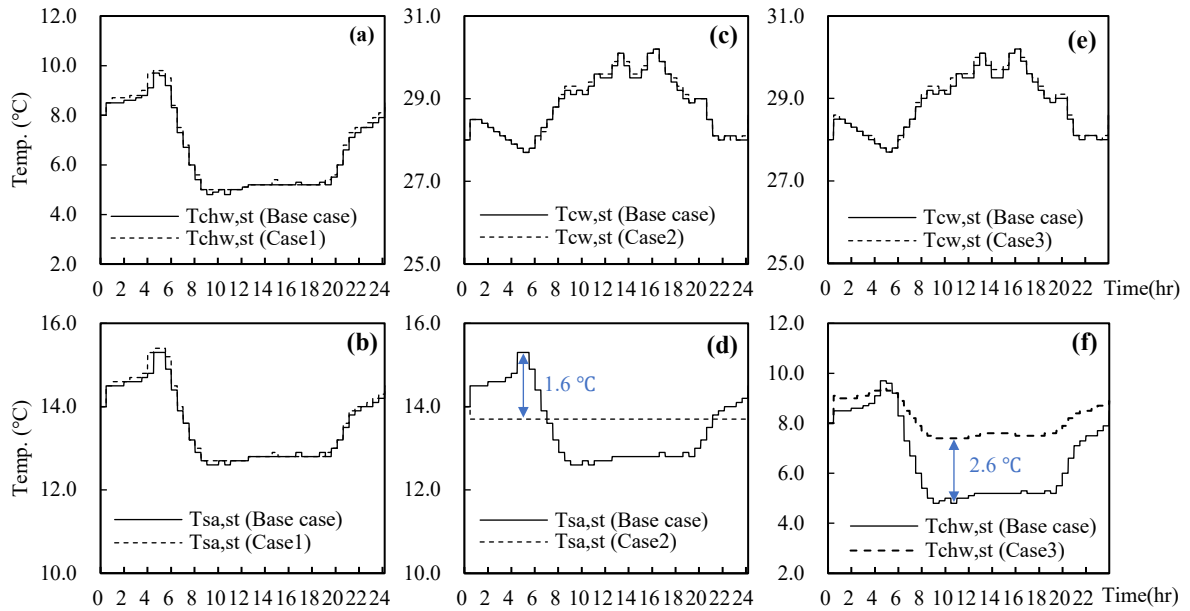 12.0
10.0
8.0
6.0
4.0
2.0
Temp. (℃)
(a)
Tchw,st (Base case)
Tchw,st (Case1)
0 2 4 6 8 10 12 14 16 18 20 22 24
31.0
29.0
27.0
25.0
(c)
Tcw,st (Base case)
Tcw,st (Case2)
0 2 4 6 8 10 12 14 16 18 20 22 24
31.0
29.0
27.0
25.0
(e)
Tcw,st (Base case)
Tcw,st (Case3)
0 2 4 6 8 10 12 14 16 18 20 22
Time(hr)
16.0
14.0
12.0
10.0
Temp. (℃)
(b)
Tsa,st (Base case)
Tsa,st (Case1)
0 2 4 6 8 10 12 14 16 18 20 22 24
16.0
14.0
12.0
10.0
(d)
1.6 ℃
Tsa,st (Base case)
Tsa,st (Case2)
0 2 4 6 8 10 12 14 16 18 20 22 24
12.0
10.0
8.0
6.0
4.0
2.0
(f)
2.6 ℃
Tchw,st (Base case)
Tchw,st (Case3)
0 2 4 6 8 10 12 14 16 18 20 22
Time(hr)